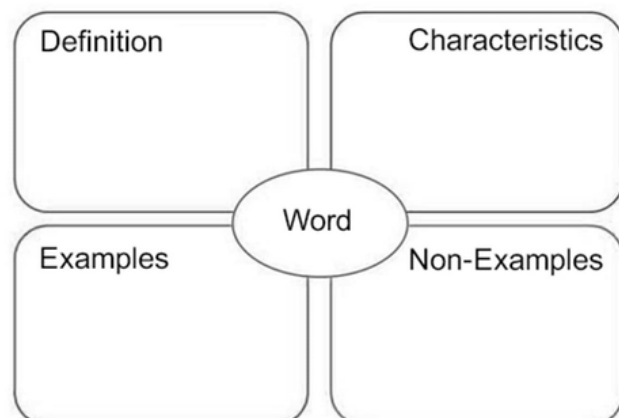 Definition
Characteristics
Word
Examples
Non-Examples